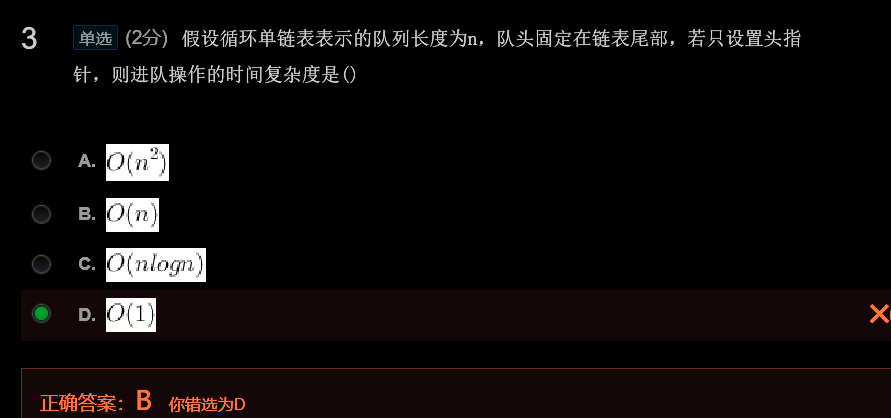 3 单选 (2分) 假设循环单链表表示的队列长度为n，队头固定在链表尾部，若只设置头指
针，则进队操作的时间复杂度是()
A. O(n²)
B. O(n)
C. O(nlogn)
D. O(1)
正确答案：B 你错选为D